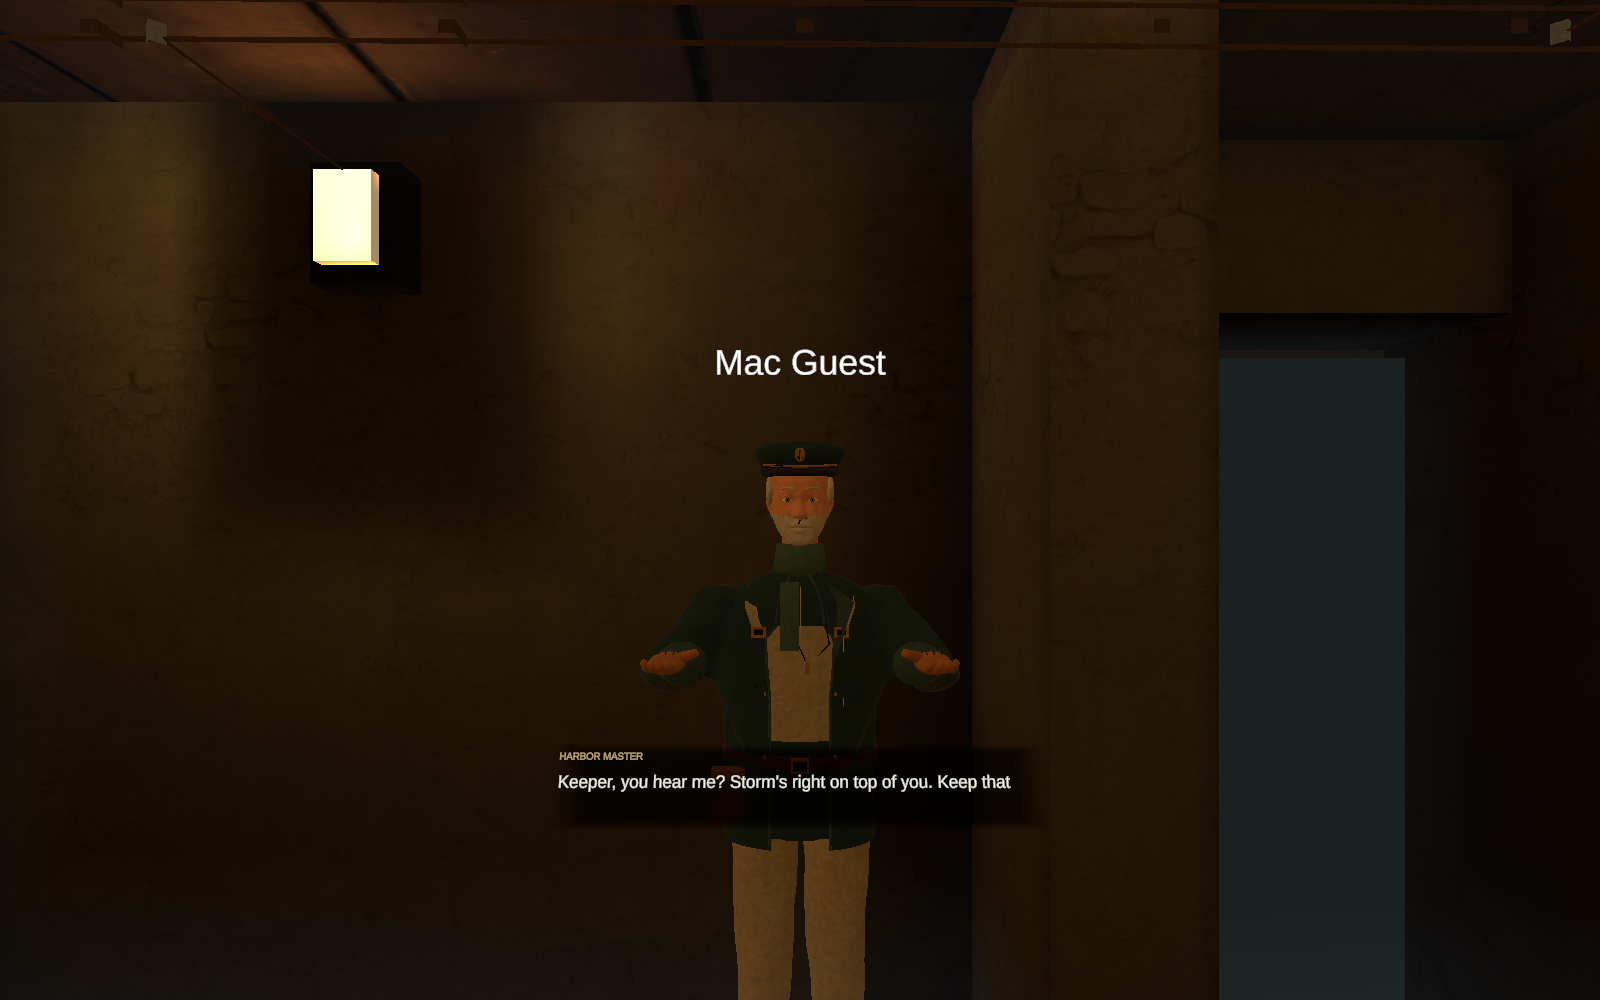 Mac Guest
HARBOR MASTER
Keeper, you hear me? Storm's right on top of you. Keep that